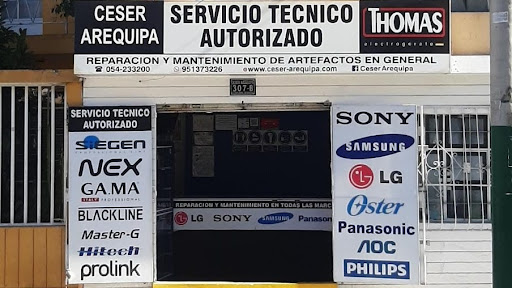 CESER
AREQUIPA
SERVICIO TECNICO
AUTORIZADO
THOMAS
electrogerate
REPARACION Y MANTENIMIENTO DE ARTEFACTOS EN GENERAL
054-233200 951373226 www.ceser-arequipa.com Ceser Arequipa
307-B
SERVICIO TECNICO
AUTORIZADO
SIEGEN
NEX
GA.MA
ITALY PROFESSIONAL
BLACKLINE
Master-G
Hitech
prolink
REPARACION Y MANTENIMIENTO EN TODAS LAS MARC
LG SONY SAMSUNG Panasonic
SONY
SAMSUNG
LG
Oster
Panasonic
AOC
PHILIPS